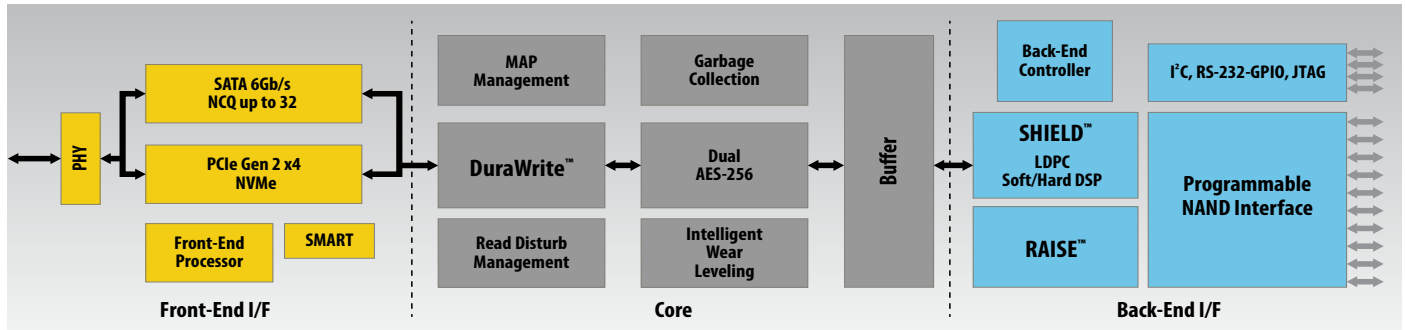 PHY
SATA 6Gb/s
NCQ up to 32
PCIe Gen 2 x4
NVMe
Front-End
Processor
SMART
Front-End I/F
MAP
Management
Garbage
Collection
DuraWrite™
Dual
AES-256
Read Disturb
Management
Intelligent
Wear
Leveling
Buffer
Core
Back-End
Controller
I²C, RS-232-GPIO, JTAG
SHIELD™
LDPC
Soft/Hard DSP
RAISE™
Programmable
NAND Interface
Back-End I/F